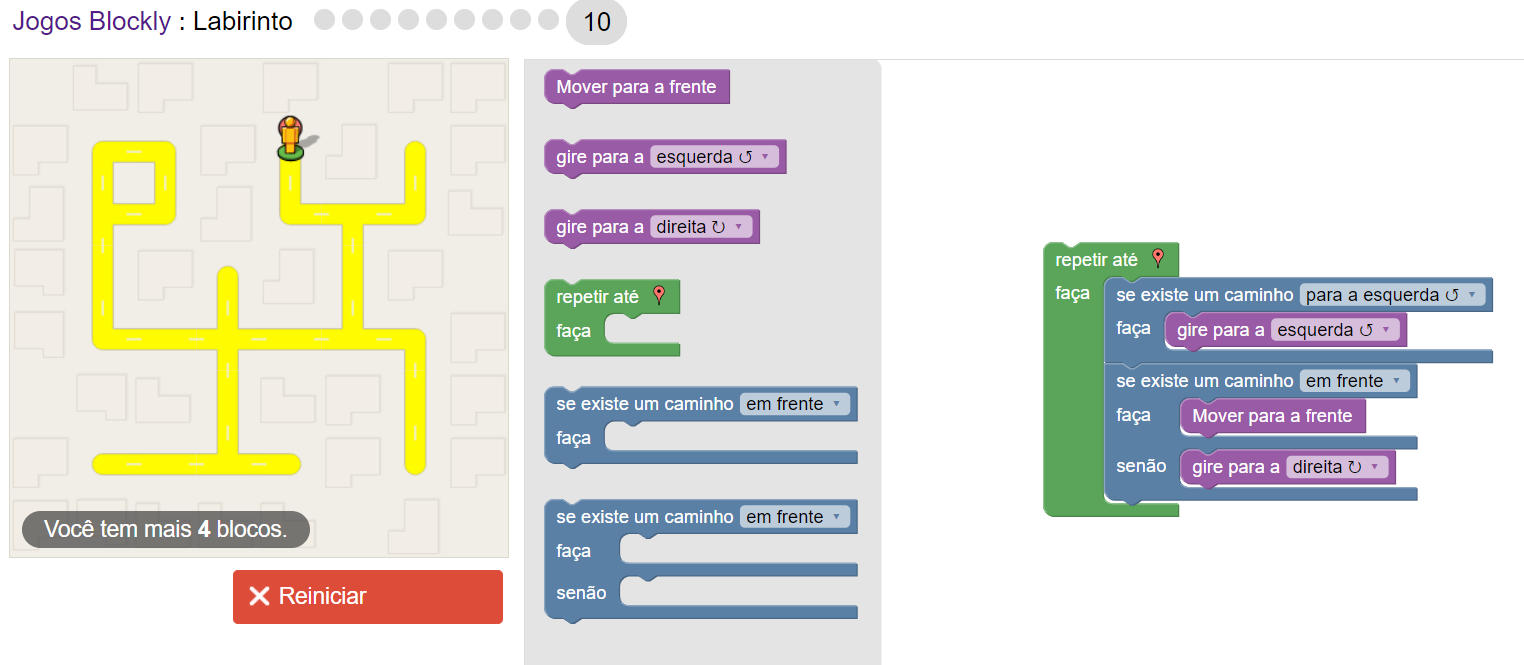 Jogos Blockly : Labirinto 10
Mover para a frente
gire para a esquerda ↺ ▾
gire para a direita ↻ ▾
repetir até
faça
se existe um caminho em frente ▾
faça
se existe um caminho em frente ▾
faça
senão
repetir até
faça se existe um caminho para a esquerda ↺ ▾
faça gire para a esquerda ↺ ▾
se existe um caminho em frente ▾
faça Mover para a frente
senão gire para a direita ↻ ▾
Você tem mais 4 blocos.
Reiniciar